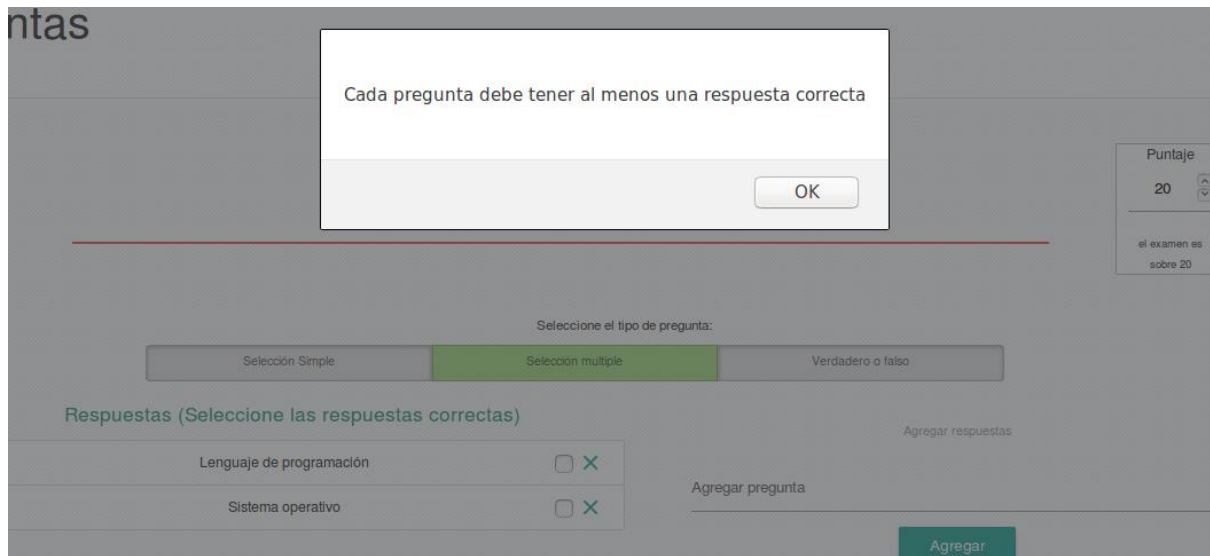 ntas
Cada pregunta debe tener al menos una respuesta correcta
OK
Puntaje
20
el examen es
sobre 20
Seleccione el tipo de pregunta:
Selección Simple
Selección multiple
Verdadero o falso
Respuestas (Seleccione las respuestas correctas)
Agregar respuestas
Lenguaje de programación
Sistema operativo
Agregar pregunta
Agregar